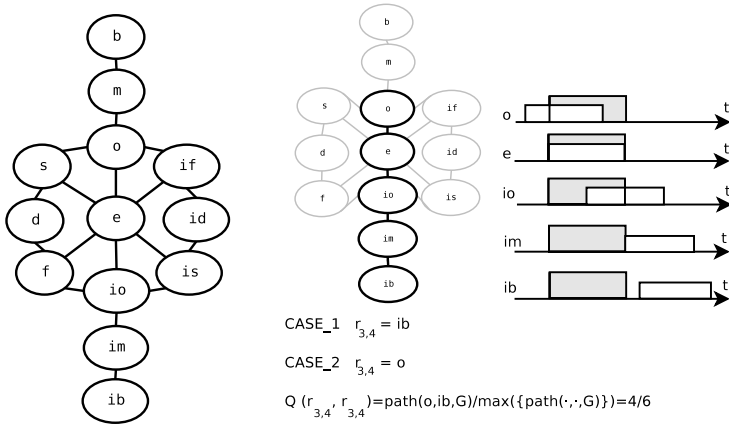 b
m
o
s
if
e
d
id
f
is
io
im
ib
b
m
s
o
if
d
e
id
f
io
is
im
ib
o t
e t
io t
im t
ib t
CASE_1 r3,4 = ib
CASE_2 r3,4 = o
Q (r3,4, r3,4)=path(o,ib,G)/max({path(·,·,G)})=4/6